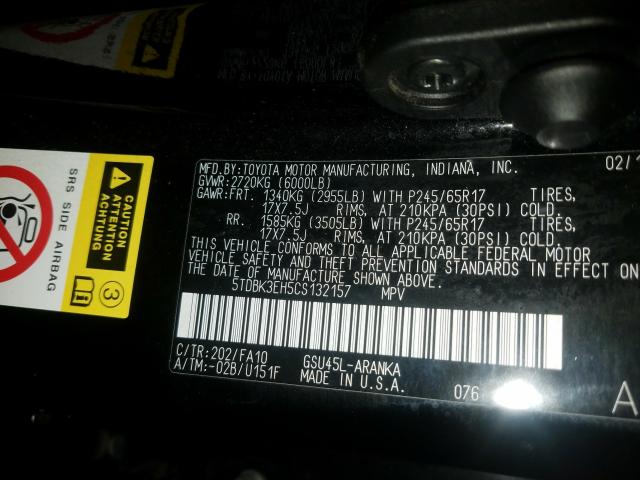 MFD.BY:TOYOTA MOTOR MANUFACTURING, INDIANA, INC. 02/1
GVWR:2720KG (6000LB)
GAWR:FRT. 1340KG (2955LB) WITH P245/65R17 TIRES,
17X7.5J RIMS, AT 210KPA (30PSI) COLD.
RR. 1585KG (3505LB) WITH P245/65R17 TIRES,
17X7.5J RIMS, AT 210KPA (30PSI) COLD.
THIS VEHICLE CONFORMS TO ALL APPLICABLE FEDERAL MOTOR
VEHICLE SAFETY AND THEFT PREVENTION STANDARDS IN EFFECT ON
THE DATE OF MANUFACTURE SHOWN ABOVE.
5TDBK3EH5CS132157 MPV
C/TR:202/FA10 GSU45L-ARANKA
A/TM:-02B/U151F MADE IN U.S.A. 076 A
SRS SIDE AIRBAG
CAUTION
ATTENTION
ACHTUNG
3